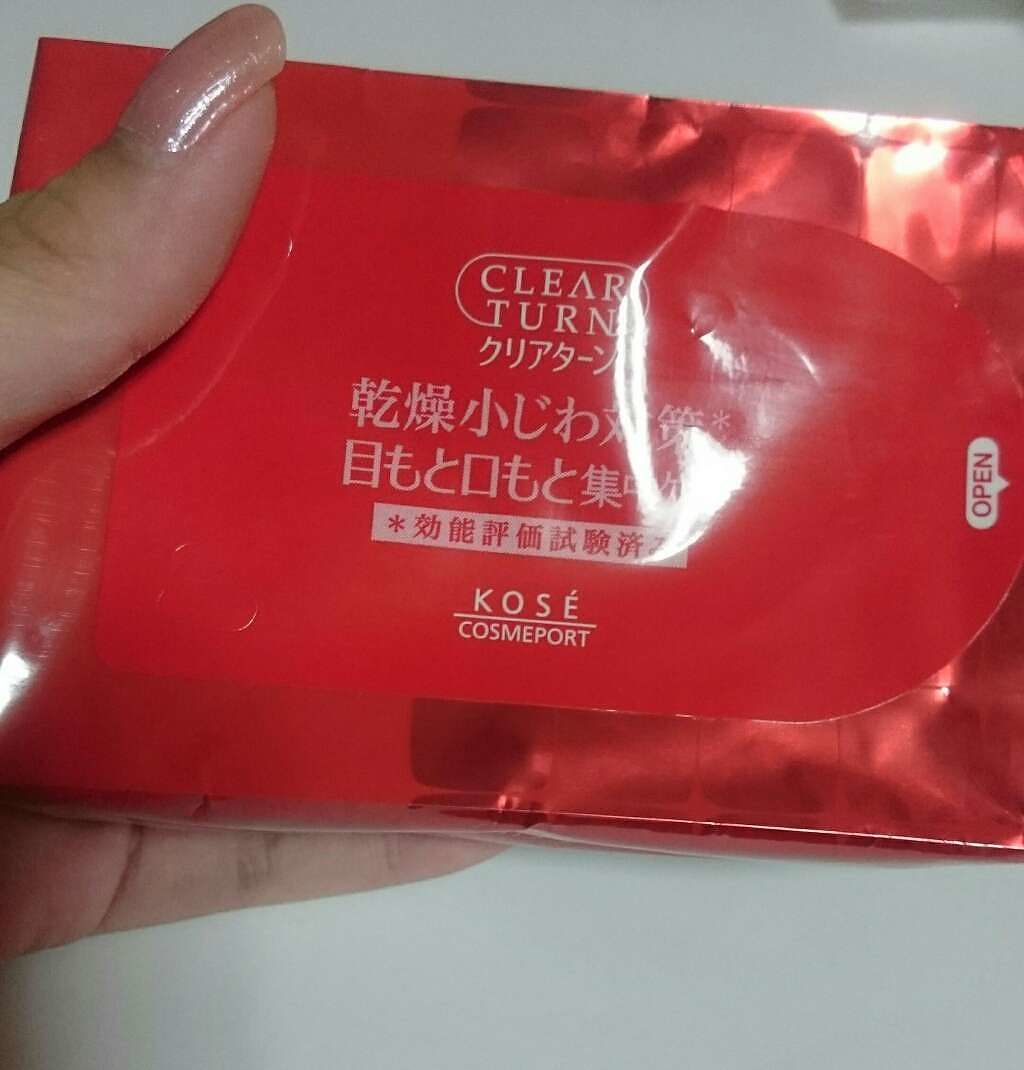 CLEAR
TURN
クリアターン
乾燥小じわ対策*
目もと口もと集中
*効能評価試験済み
KOSÉ
COSMEPORT
OPEN